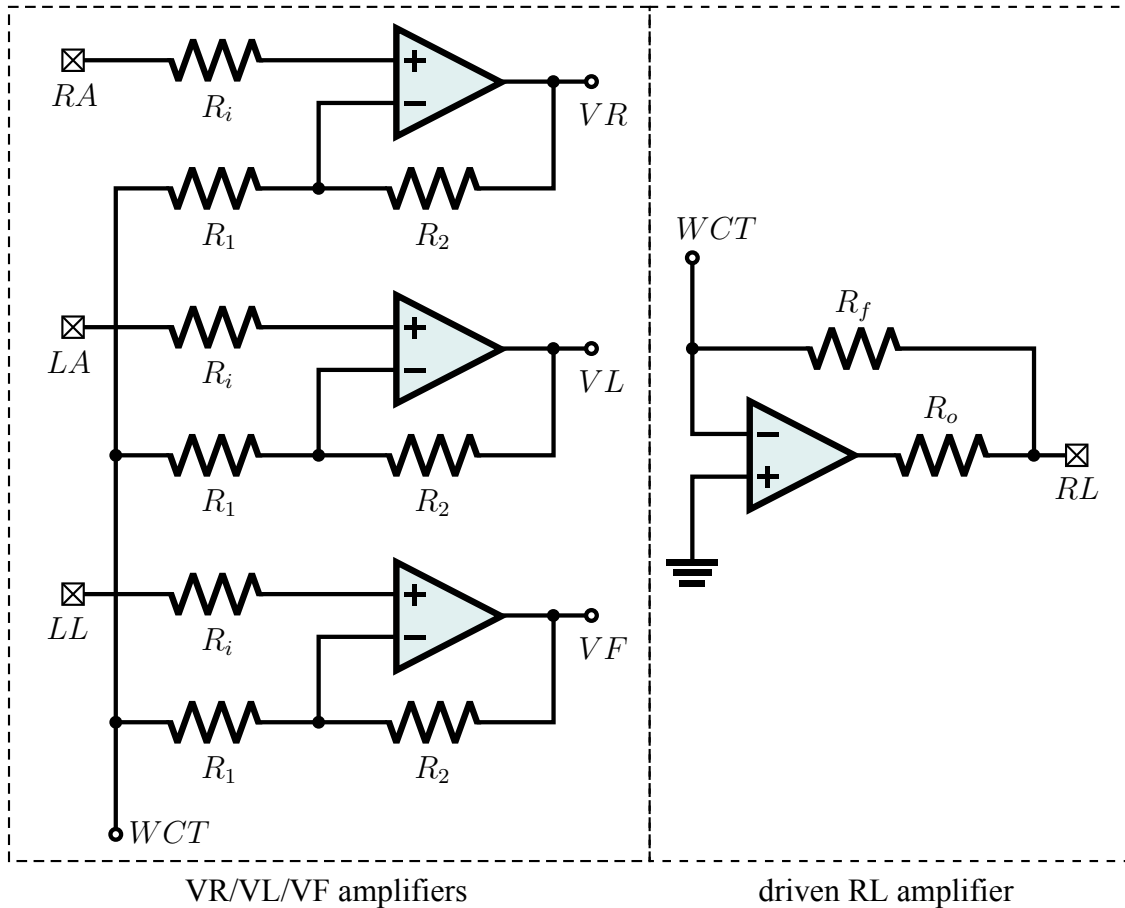 RA
R_i
+
−
VR
R_1
R_2
LA
R_i
+
−
VL
R_1
R_2
LL
R_i
+
−
VF
R_1
R_2
WCT
VR/VL/VF amplifiers
WCT
R_f
R_o
−
+
RL
driven RL amplifier